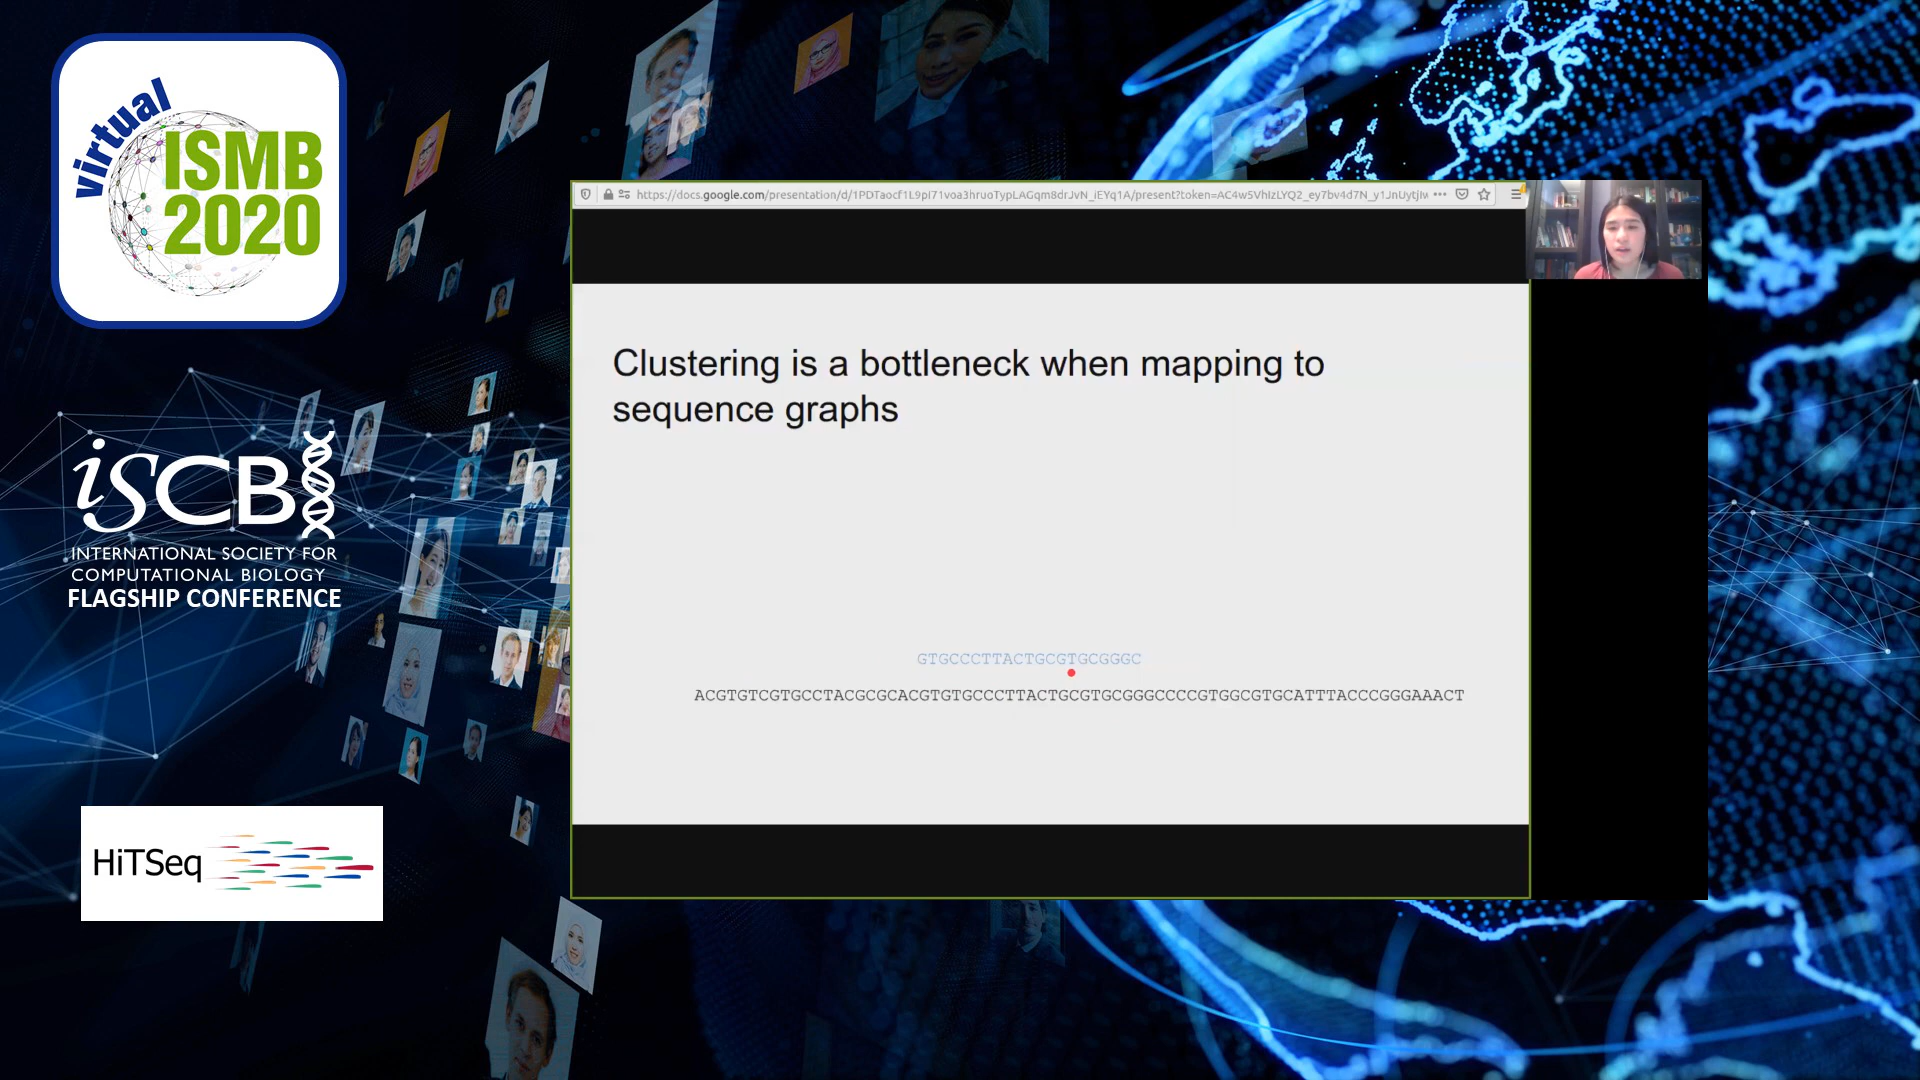 virtual
ISMB
2020
iSCB
INTERNATIONAL SOCIETY FOR
COMPUTATIONAL BIOLOGY
FLAGSHIP CONFERENCE
HiTSeq
Clustering is a bottleneck when mapping to
sequence graphs
GTGCCCTTACTGCGTGCGGGC
ACGTGTCGTGCCTACGCGCACGTGTGCCCTTACTGCGTGCGGGCCCCGTGGCGTGCATTTACCCGGGAAACT